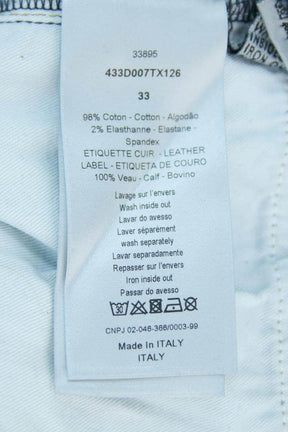 33895
433D007TX126
33
98% Coton - Cotton - Algodão
2% Elasthanne - Elastane -
Spandex
ETIQUETTE CUIR - LEATHER
LABEL - ETIQUETA DE COURO
100% Veau - Calf - Bovino
Lavage sur l'envers
Wash inside out
Lavar do avesso
Laver séparément
wash separately
Lavar separadamente
Repasser sur l'envers
Iron inside out
Passar do avesso
30
CNPJ 02-046-366/0003-99
Made In ITALY
ITALY
IRON